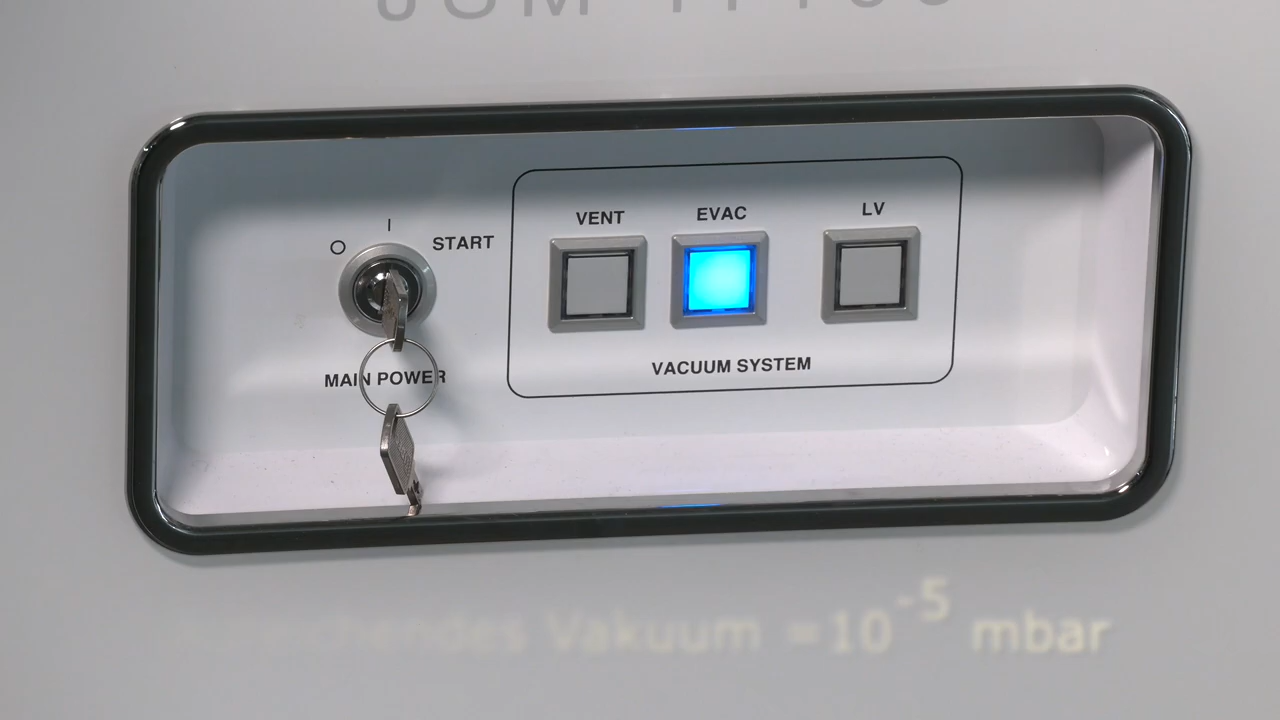 I
O
START
MAIN POWER
VENT
EVAC
LV
VACUUM SYSTEM
Vakuum =10⁻⁵ mbar